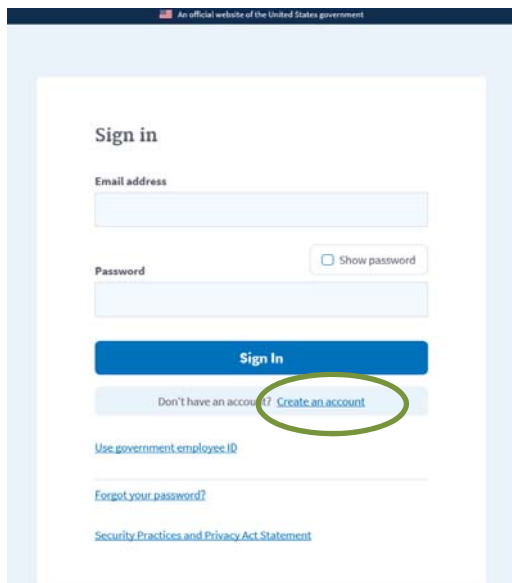 An official website of the United States government
Sign in
Email address
Show password
Password
Sign In
Don't have an account? Create an account
Use government employee ID
Forgot your password?
Security Practices and Privacy Act Statement